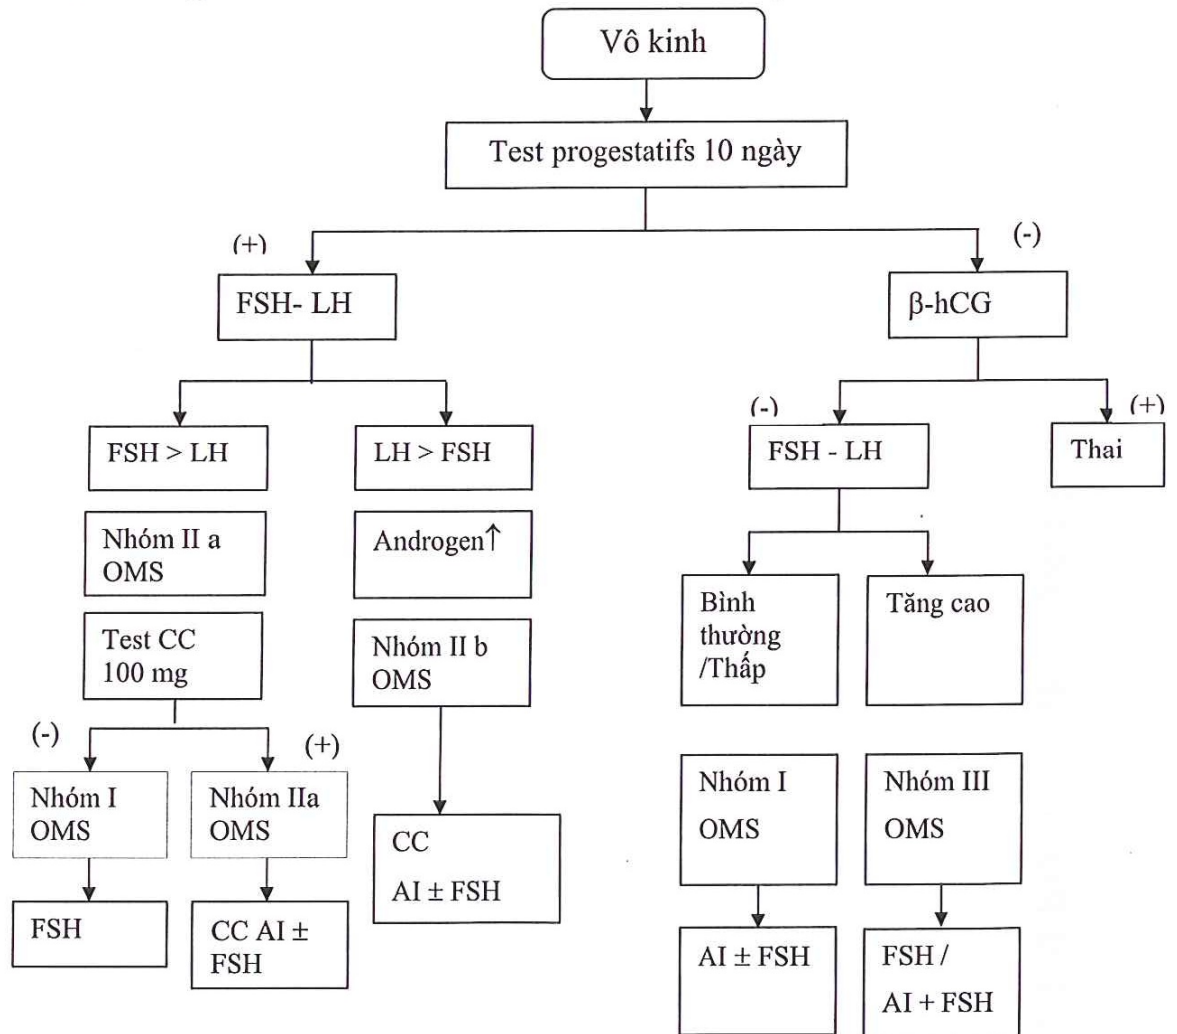 Vô kinh
Test progestatifs 10 ngày
(+)
(-)
FSH- LH
β-hCG
(-)
(+)
FSH > LH
LH > FSH
FSH - LH
Thai
Nhóm II a
OMS
Androgen↑
Bình
thường
/Thấp
Tăng cao
Test CC
100 mg
Nhóm II b
OMS
(-)
(+)
Nhóm I
OMS
Nhóm IIa
OMS
Nhóm I
OMS
Nhóm III
OMS
CC
AI ± FSH
FSH
CC AI ±
FSH
AI ± FSH
FSH /
AI + FSH